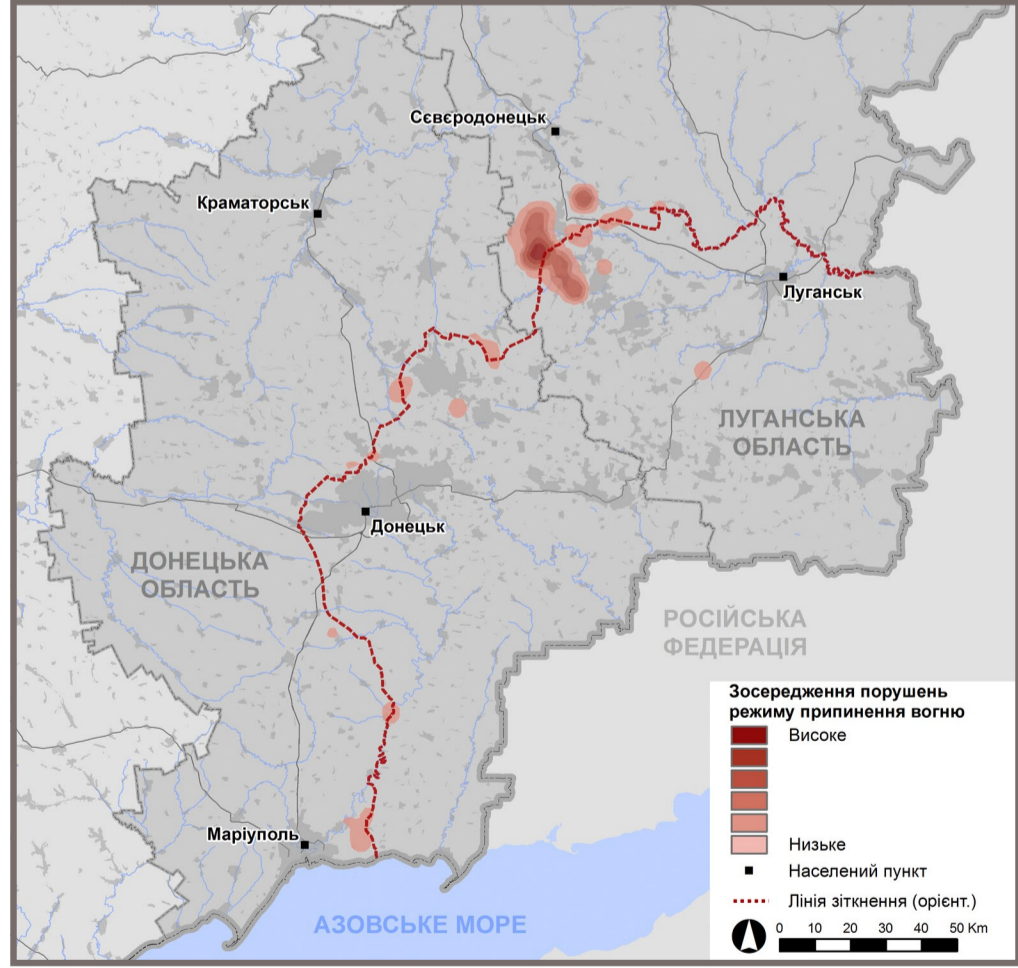 Сєвєродонецьк
Краматорськ
Луганськ
ЛУГАНСЬКА
ОБЛАСТЬ
Донецьк
ДОНЕЦЬКА
ОБЛАСТЬ
РОСІЙСЬКА
ФЕДЕРАЦІЯ
Маріуполь
АЗОВСЬКЕ МОРЕ
Зосередження порушень
режиму припинення вогню
Високе
Низьке
Населений пункт
Лінія зіткнення (орієнт.)
0 10 20 30 40 50 Km